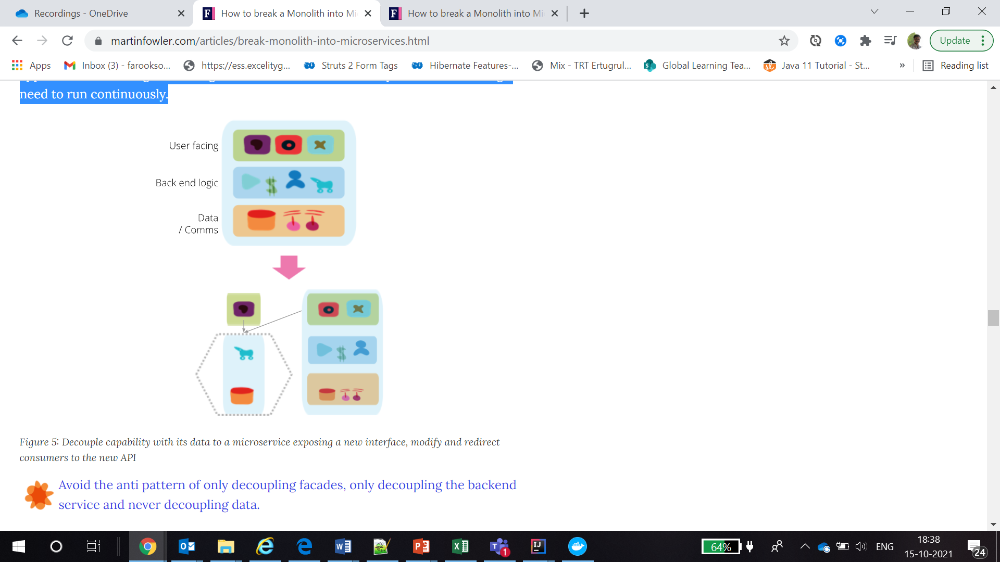 Recordings - OneDrive
How to break a Monolith into Mi
How to break a Monolith into Mi
martinfowler.com/articles/break-monolith-into-microservices.html
Update
Apps
Inbox (3) - farookso...
https://ess.excelityg...
Struts 2 Form Tags
Hibernate Features-...
Mix - TRT Ertugrul...
Global Learning Tea...
Java 11 Tutorial - St...
»
Reading list
need to run continuously.
User facing
Back end logic
Data
/ Comms
Figure 5: Decouple capability with its data to a microservice exposing a new interface, modify and redirect
consumers to the new API
Avoid the anti pattern of only decoupling facades, only decoupling the backend
service and never decoupling data.
64%
ENG
18:38
15-10-2021
24
1